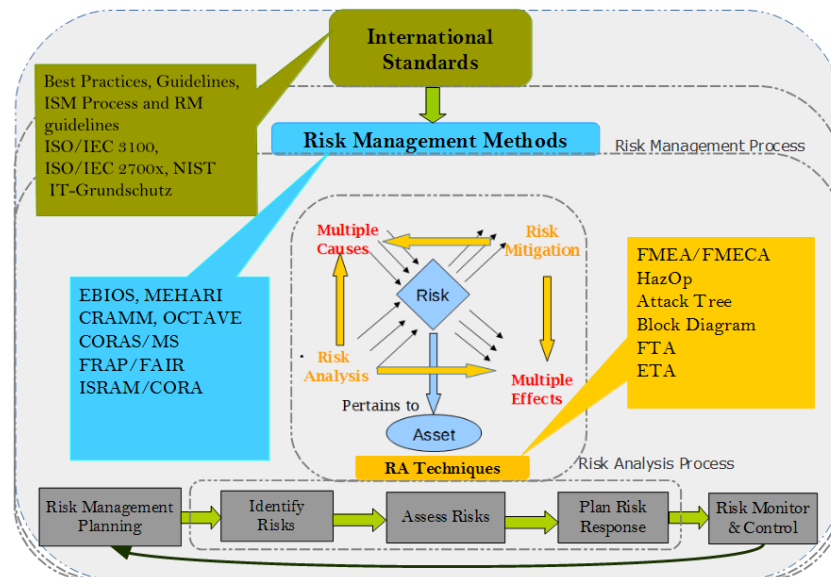 International
Standards
Best Practices, Guidelines,
ISM Process and RM
guidelines
ISO/IEC 3100,
ISO/IEC 2700x, NIST
IT-Grundschutz
Risk Management Methods
Risk Management Process
Multiple
Causes
Risk
Mitigation
Risk
Risk
Analysis
Multiple
Effects
Pertains to
Asset
EBIOS, MEHARI
CRAMM, OCTAVE
CORAS/MS
FRAP/FAIR
ISRAM/CORA
FMEA/FMECA
HazOp
Attack Tree
Block Diagram
FTA
ETA
RA Techniques
Risk Analysis Process
Risk Management
Planning
Identify
Risks
Assess Risks
Plan Risk
Response
Risk Monitor
& Control